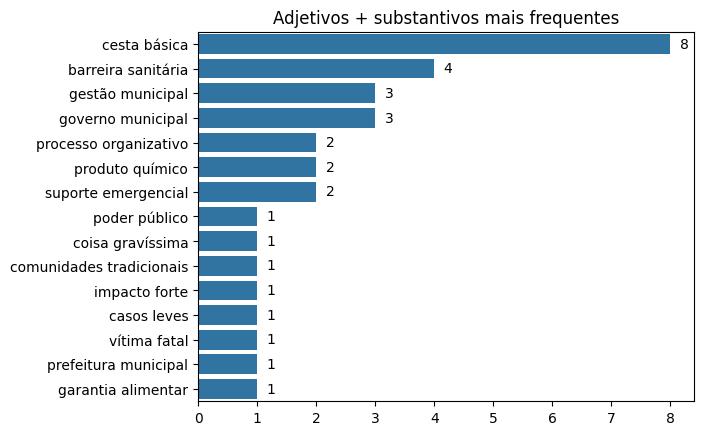 Adjetivos + substantivos mais frequentes
cesta básica 8
barreira sanitária 4
gestão municipal 3
governo municipal 3
processo organizativo 2
produto químico 2
suporte emergencial 2
poder público 1
coisa gravíssima 1
comunidades tradicionais 1
impacto forte 1
casos leves 1
vítima fatal 1
prefeitura municipal 1
garantia alimentar 1
0 1 2 3 4 5 6 7 8